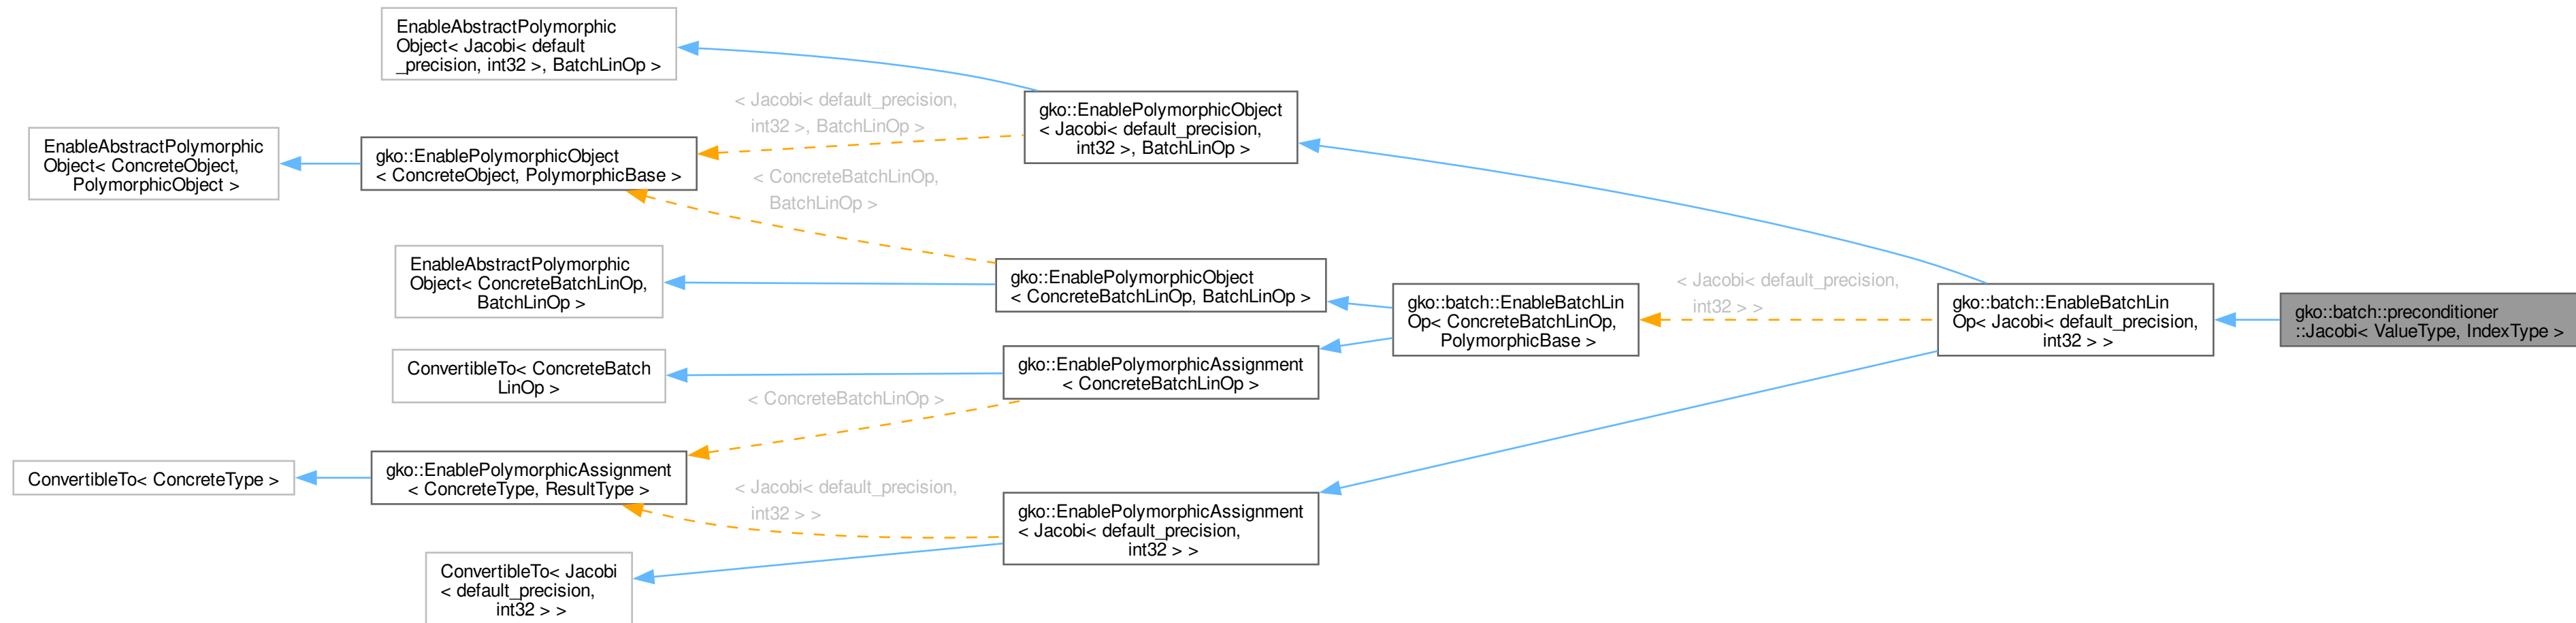 EnableAbstractPolymorphic
Object< Jacobi< default
_precision, int32 >, BatchLinOp >
< Jacobi< default_precision,
int32 >, BatchLinOp >
gko::EnablePolymorphicObject
< Jacobi< default_precision,
int32 >, BatchLinOp >
EnableAbstractPolymorphic
Object< ConcreteObject,
PolymorphicObject >
gko::EnablePolymorphicObject
< ConcreteObject, PolymorphicBase >
< ConcreteBatchLinOp,
BatchLinOp >
EnableAbstractPolymorphic
Object< ConcreteBatchLinOp,
BatchLinOp >
gko::EnablePolymorphicObject
< ConcreteBatchLinOp, BatchLinOp >
gko::batch::EnableBatchLin
Op< ConcreteBatchLinOp,
PolymorphicBase >
< Jacobi< default_precision,
int32 > >
gko::batch::EnableBatchLin
Op< Jacobi< default_precision,
int32 > >
gko::batch::preconditioner
::Jacobi< ValueType, IndexType >
ConvertibleTo< ConcreteBatch
LinOp >
gko::EnablePolymorphicAssignment
< ConcreteBatchLinOp >
< ConcreteBatchLinOp >
ConvertibleTo< ConcreteType >
gko::EnablePolymorphicAssignment
< ConcreteType, ResultType >
< Jacobi< default_precision,
int32 > >
gko::EnablePolymorphicAssignment
< Jacobi< default_precision,
int32 > >
ConvertibleTo< Jacobi
< default_precision,
int32 > >